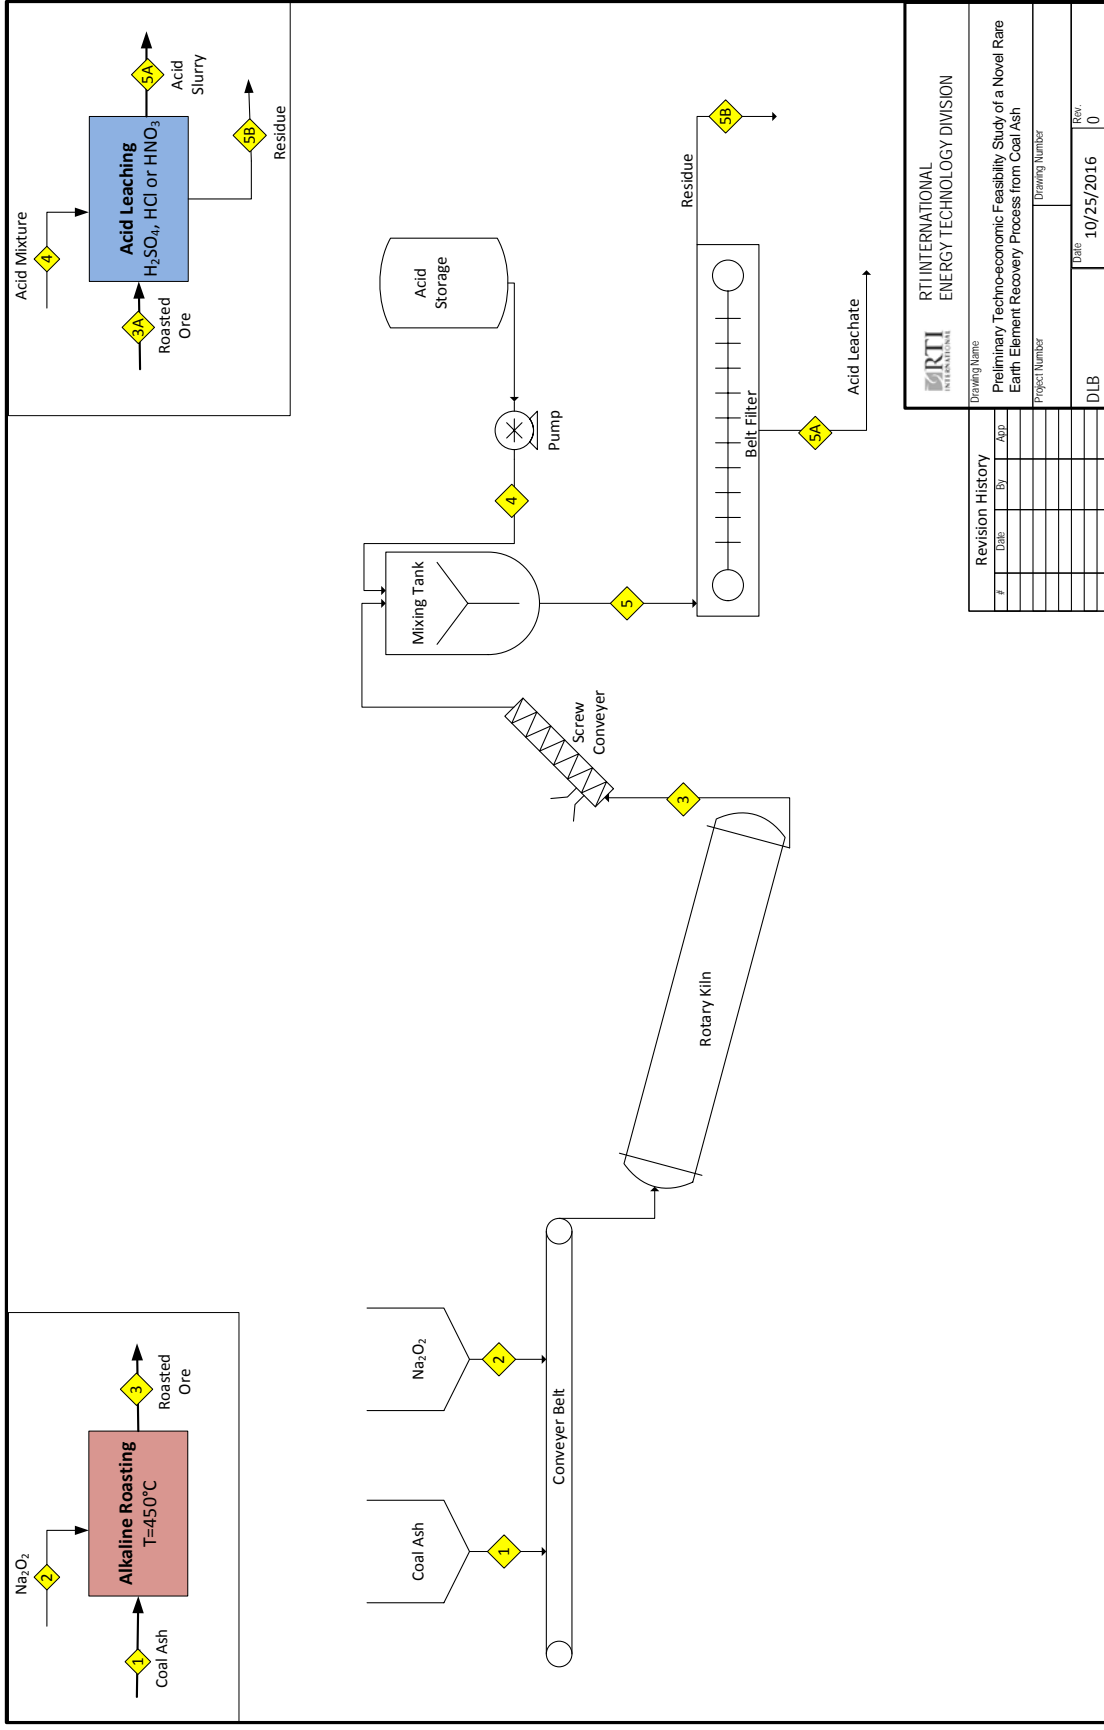 Na₂O₂
2
1
Coal Ash
Alkaline Roasting
T=450°C
3
Roasted
Ore
Acid Mixture
4
3A
Roasted
Ore
Acid Leaching
H₂SO₄, HCl or HNO₃
5A
Acid
Slurry
5B
Residue
Coal Ash
1
Na₂O₂
2
Conveyer Belt
Rotary Kiln
3
Screw
Conveyer
Mixing Tank
4
Pump
Acid
Storage
5
Belt Filter
Residue
5B
5A
Acid Leachate
Revision History
# Date By App
RTI
INTERNATIONAL
RTI INTERNATIONAL
ENERGY TECHNOLOGY DIVISION
Drawing Name
Preliminary Techno-economic Feasibility Study of a Novel Rare
Earth Element Recovery Process from Coal Ash
Project Number
Drawing Number
DLB
Date
10/25/2016
Rev.
0